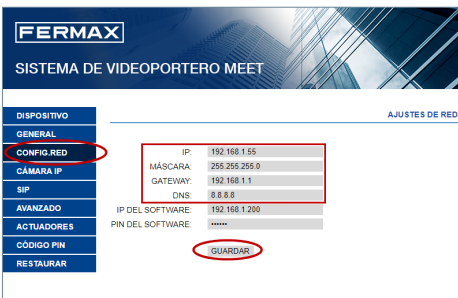 FERMAX
SISTEMA DE VIDEOPORTERO MEET
AJUSTES DE RED
DISPOSITIVO
GENERAL
CONFIG.RED
CÁMARA IP
SIP
AVANZADO
ACTUADORES
CÓDIGO PIN
RESTAURAR
IP: 192.168.1.55
MÁSCARA: 255.255.255.0
GATEWAY: 192.168.1.1
DNS: 8.8.8.8
IP DEL SOFTWARE: 192.168.1.200
PIN DEL SOFTWARE: ••••••
GUARDAR